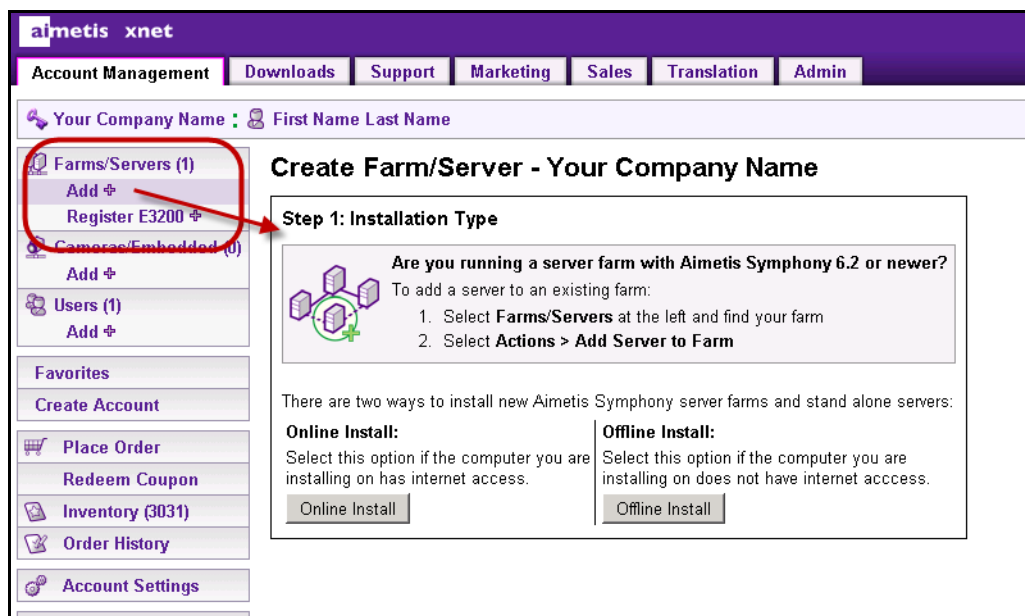 aimetis xnet
Account Management
Downloads
Support
Marketing
Sales
Translation
Admin
Your Company Name : First Name Last Name
Farms/Servers (1)
Add
Register E3200
Cameras/Embedded (0)
Add
Users (1)
Add
Favorites
Create Account
Place Order
Redeem Coupon
Inventory (3031)
Order History
Account Settings
Create Farm/Server - Your Company Name
Step 1: Installation Type
Are you running a server farm with Aimetis Symphony 6.2 or newer?
To add a server to an existing farm:
1. Select Farms/Servers at the left and find your farm
2. Select Actions > Add Server to Farm
There are two ways to install new Aimetis Symphony server farms and stand alone servers:
Online Install:
Select this option if the computer you are
installing on has internet access.
Online Install
Offline Install:
Select this option if the computer you are
installing on does not have internet acccess.
Offline Install